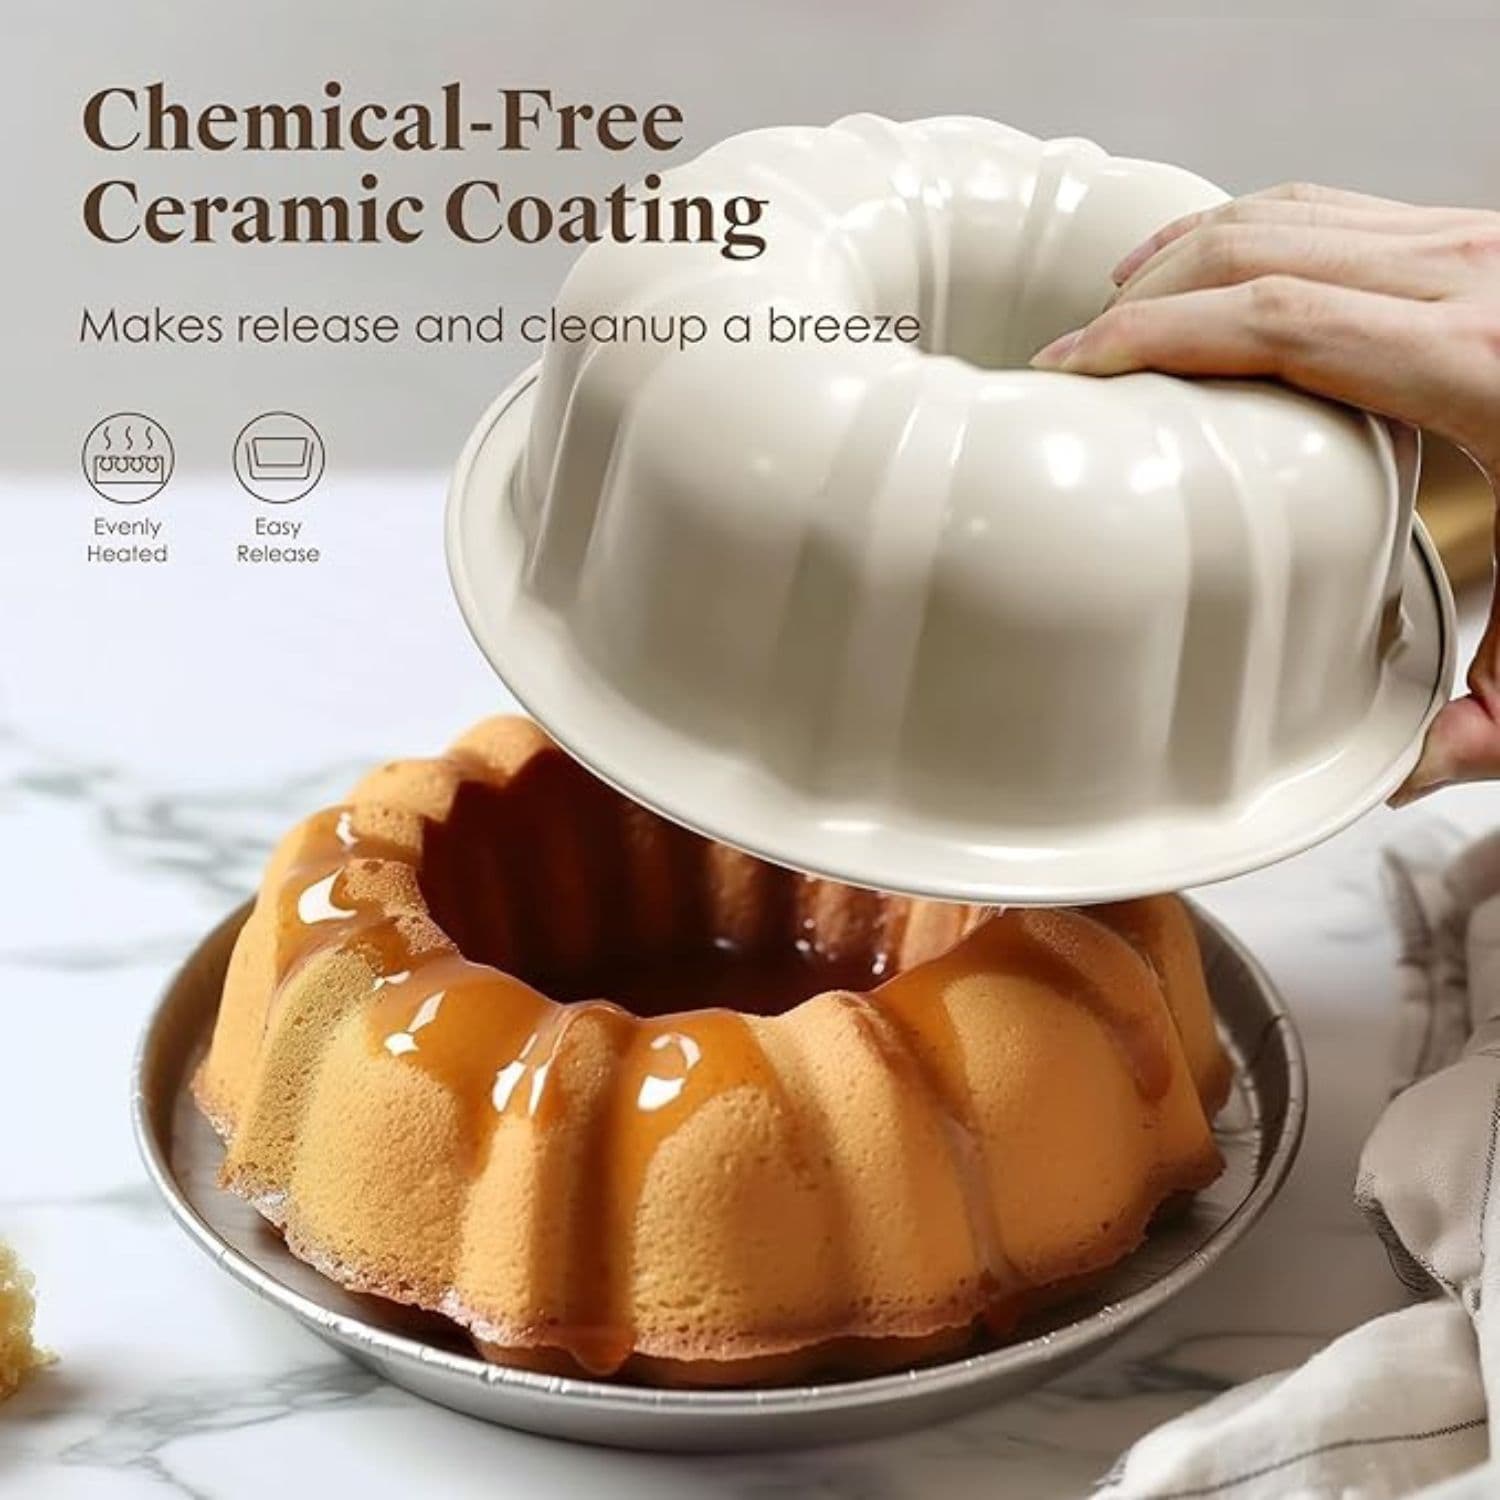 Chemical-Free
Ceramic Coating
Makes release and cleanup a breeze
Evenly
Heated
Easy
Release